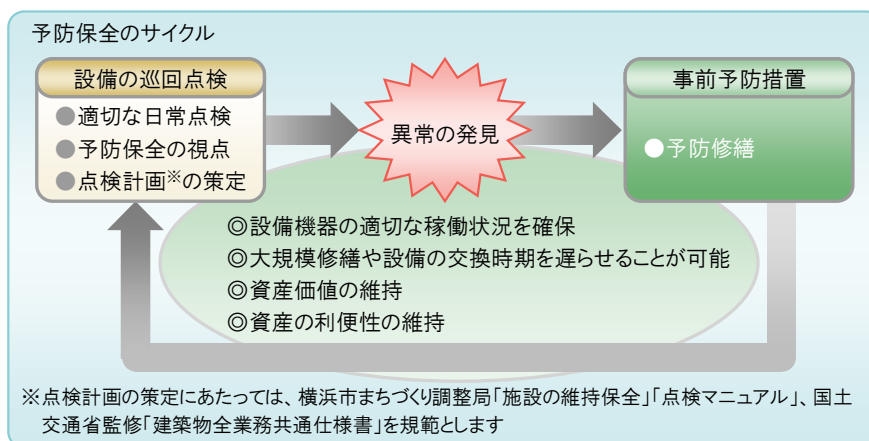 予防保全のサイクル
設備の巡回点検
●適切な日常点検
●予防保全の視点
●点検計画※の策定
異常の発見
事前予防措置
●予防修繕
◎設備機器の適切な稼働状況を確保
◎大規模修繕や設備の交換時期を遅らせることが可能
◎資産価値の維持
◎資産の利便性の維持
※点検計画の策定にあたっては、横浜市まちづくり調整局「施設の維持保全」「点検マニュアル」、国土
交通省監修「建築物全業務共通仕様書」を規範とします